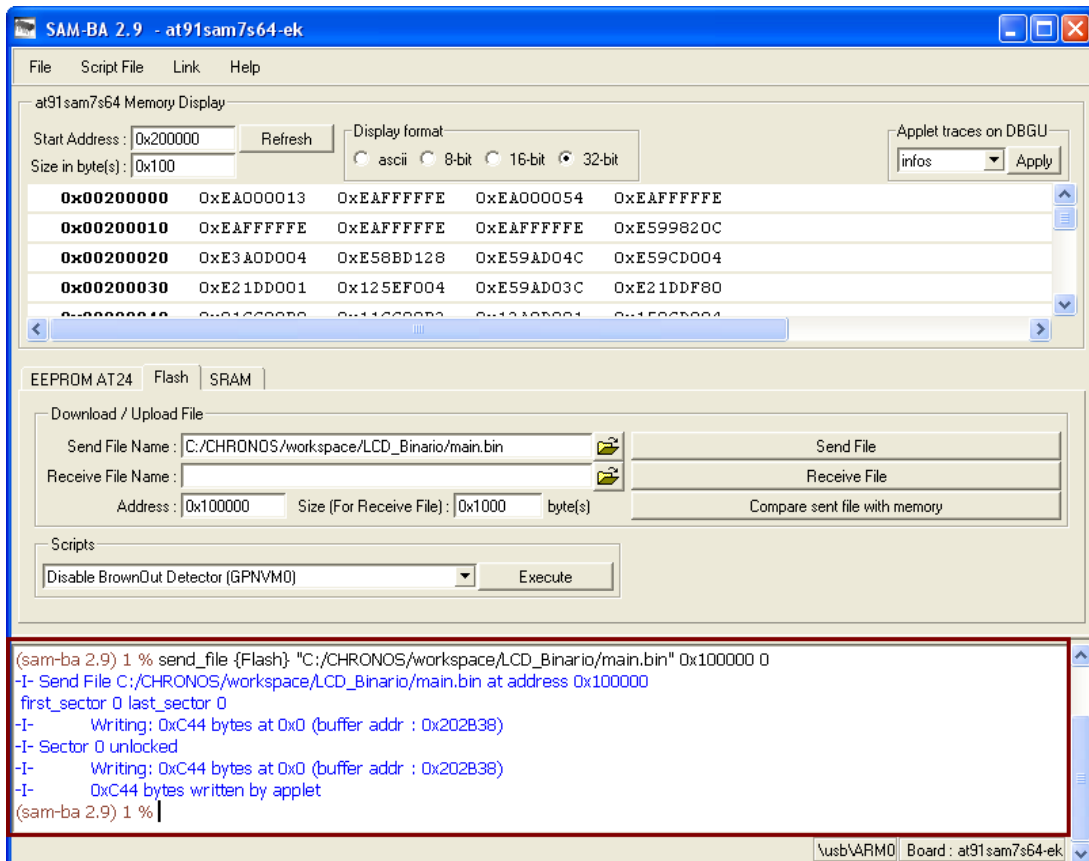 SAM-BA 2.9 - at91sam7s64-ek
File Script File Link Help
at91sam7s64 Memory Display
Start Address : 0x200000 Refresh
Size in byte(s) : 0x100
Display format
ascii 8-bit 16-bit 32-bit
Applet traces on DBGU
infos Apply
0x00200000 0xEA000013 0xEAFFFFFE 0xEA000054 0xEAFFFFFE
0x00200010 0xEAFFFFFE 0xEAFFFFFE 0xEAFFFFFE 0xE599820C
0x00200020 0xE3A0D004 0xE58BD128 0xE59AD04C 0xE59CD004
0x00200030 0xE21DD001 0x125EF004 0xE59AD03C 0xE21DDF80
EEPROM AT24 Flash SRAM
Download / Upload File
Send File Name : C:/CHRONOS/workspace/LCD_Binario/main.bin Send File
Receive File Name : Receive File
Address : 0x100000 Size (For Receive File) : 0x1000 byte(s) Compare sent file with memory
Scripts
Disable BrownOut Detector (GPNVM0) Execute
(sam-ba 2.9) 1 % send_file {Flash} "C:/CHRONOS/workspace/LCD_Binario/main.bin" 0x100000 0
-I- Send File C:/CHRONOS/workspace/LCD_Binario/main.bin at address 0x100000
first_sector 0 last_sector 0
-I- Writing: 0xC44 bytes at 0x0 (buffer addr : 0x202B38)
-I- Sector 0 unlocked
-I- Writing: 0xC44 bytes at 0x0 (buffer addr : 0x202B38)
-I- 0xC44 bytes written by applet
(sam-ba 2.9) 1 %
\usb\ARM0 Board : at91sam7s64-ek